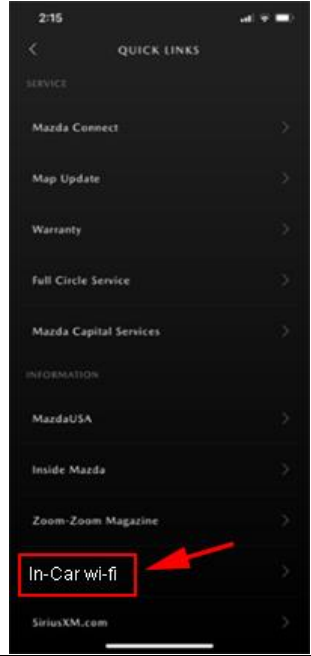 2:15
QUICK LINKS
SERVICE
Mazda Connect
Map Update
Warranty
Full Circle Service
Mazda Capital Services
INFORMATION
MazdaUSA
Inside Mazda
Zoom-Zoom Magazine
In-Car wi-fi
SiriusXM.com